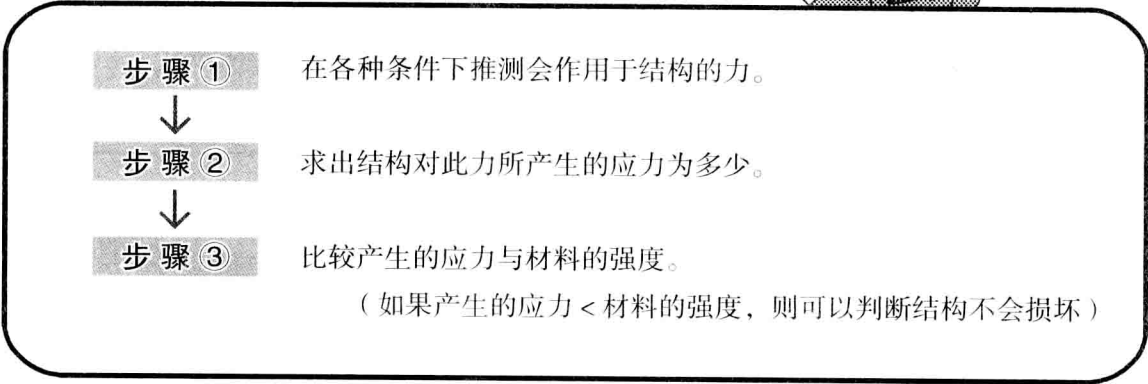 步骤① 在各种条件下推测会作用于结构的力。
步骤② 求出结构对此力所产生的应力为多少。
步骤③ 比较产生的应力与材料的强度。
（如果产生的应力<材料的强度，则可以判断结构不会损坏）